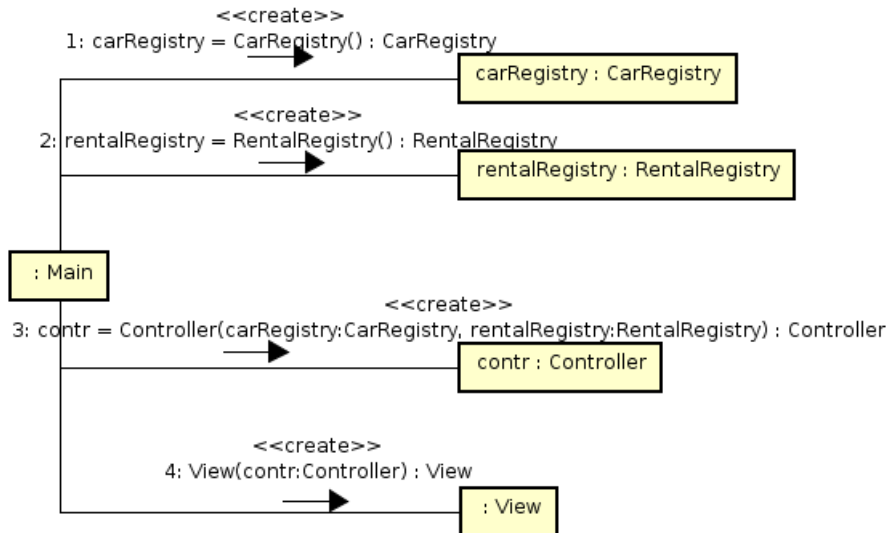 <<create>>
1: carRegistry = CarRegistry() : CarRegistry
carRegistry : CarRegistry
<<create>>
2: rentalRegistry = RentalRegistry() : RentalRegistry
rentalRegistry : RentalRegistry
: Main
<<create>>
3: contr = Controller(carRegistry:CarRegistry, rentalRegistry:RentalRegistry) : Controller
contr : Controller
<<create>>
4: View(contr:Controller) : View
: View